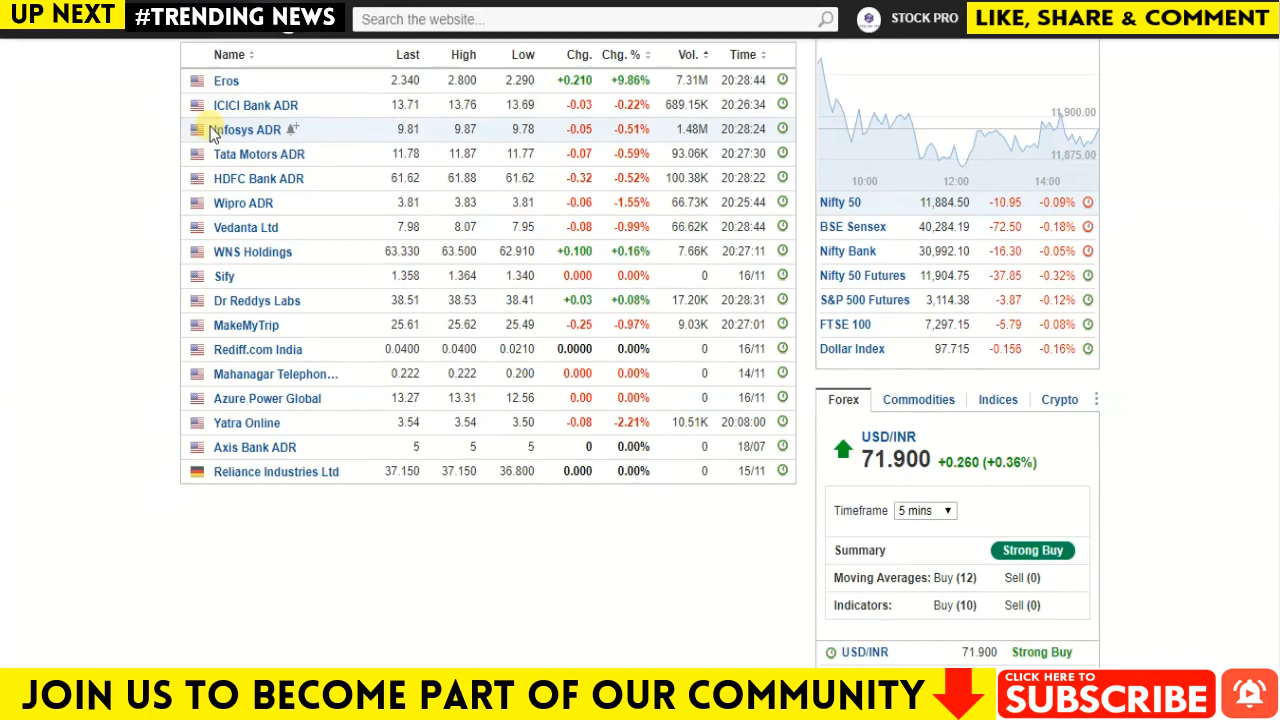 UP NEXT
#TRENDING NEWS
Search the website...
STOCK PRO
LIKE, SHARE & COMMENT
Name Last High Low Chg. Chg. % Vol. Time
Eros 2.340 2.800 2.290 +0.210 +9.86% 7.31M 20:28:44
ICICI Bank ADR 13.71 13.76 13.69 -0.03 -0.22% 689.15K 20:26:34
Infosys ADR 9.81 9.87 9.78 -0.05 -0.51% 1.48M 20:28:24
Tata Motors ADR 11.78 11.87 11.77 -0.07 -0.59% 93.06K 20:27:30
HDFC Bank ADR 61.62 61.88 61.62 -0.32 -0.52% 100.38K 20:28:22
Wipro ADR 3.81 3.83 3.81 -0.06 -1.55% 66.73K 20:25:44
Vedanta Ltd 7.98 8.07 7.95 -0.08 -0.99% 66.62K 20:28:44
WNS Holdings 63.330 63.500 62.910 +0.100 +0.16% 7.66K 20:27:11
Sify 1.358 1.364 1.340 0.000 0.00% 0 16/11
Dr Reddys Labs 38.51 38.53 38.41 +0.03 +0.08% 17.20K 20:28:31
MakeMyTrip 25.61 25.62 25.49 -0.25 -0.97% 9.03K 20:27:01
Rediff.com India 0.0400 0.0400 0.0210 0.0000 0.00% 0 16/11
Mahanagar Telephon... 0.222 0.222 0.200 0.000 0.00% 0 14/11
Azure Power Global 13.27 13.31 12.56 0.00 0.00% 0 16/11
Yatra Online 3.54 3.54 3.50 -0.08 -2.21% 10.51K 20:08:00
Axis Bank ADR 5 5 5 0 0.00% 0 18/07
Reliance Industries Ltd 37.150 37.150 36.800 0.000 0.00% 0 15/11
11,900.00
11,875.00
10:00 12:00 14:00
Nifty 50 11,884.50 -10.95 -0.09%
BSE Sensex 40,284.19 -72.50 -0.18%
Nifty Bank 30,992.10 -16.30 -0.05%
Nifty 50 Futures 11,904.75 -37.85 -0.32%
S&P 500 Futures 3,114.38 -3.87 -0.12%
FTSE 100 7,297.15 -5.79 -0.08%
Dollar Index 97.715 -0.156 -0.16%
Forex Commodities Indices Crypto
USD/INR
71.900 +0.260 (+0.36%)
Timeframe 5 mins
Summary Strong Buy
Moving Averages: Buy (12) Sell (0)
Indicators: Buy (10) Sell (0)
USD/INR 71.900 Strong Buy
JOIN US TO BECOME PART OF OUR COMMUNITY
CLICK HERE TO
SUBSCRIBE